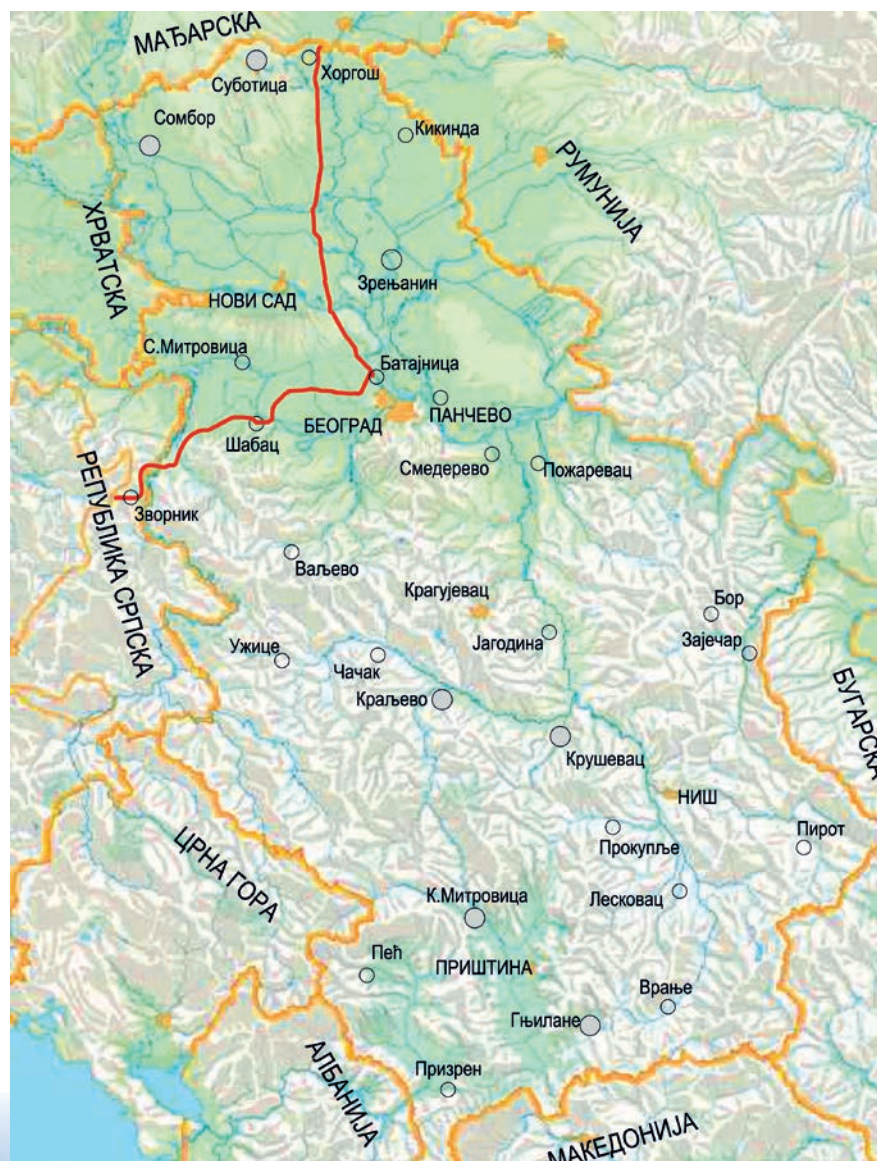 МАЂАРСКА
Хоргош
Суботица
Сомбор
Кикинда
РУМУНИЈА
ХРВАТСКА
Зрењанин
НОВИ САД
С.Митровица
Батајница
БЕОГРАД
ПАНЧЕВО
Шабац
Смедерево
Пожаревац
РЕПУБЛИКА СРПСКА
Зворник
Ваљево
Крагујевац
Бор
Јагодина
Зајечар
Ужице
Чачак
БУГАРСКА
Краљево
Крушевац
НИШ
Пирот
Прокупље
ЦРНА ГОРА
К.Митровица
Лесковац
Пећ
ПРИШТИНА
Врање
Гњилане
АЛБАНИЈА
Призрен
МАКЕДОНИЈА